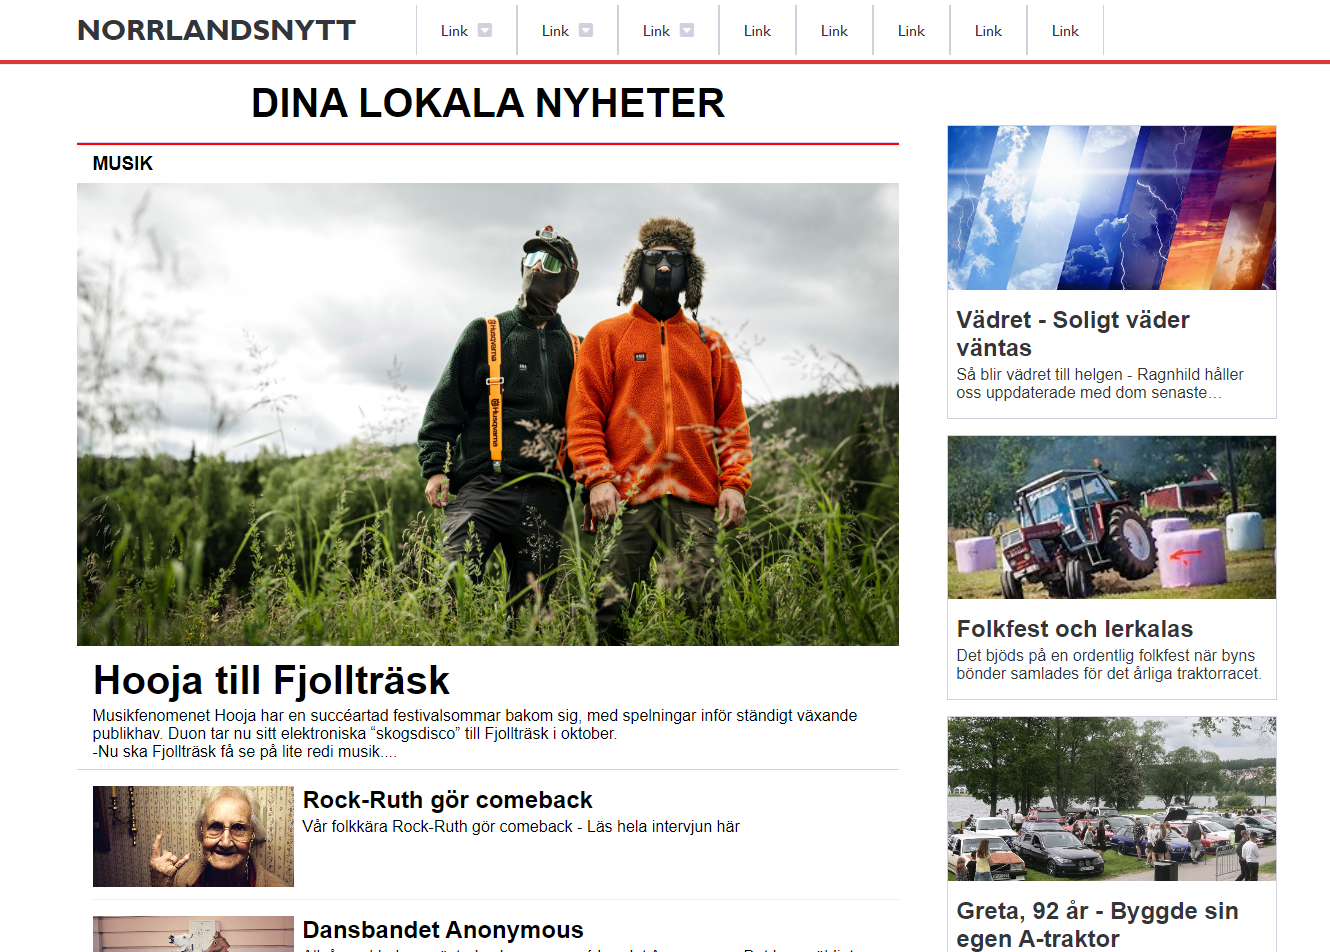 NORRLANDSNYTT
Link
Link
Link
Link
Link
Link
Link
Link
DINA LOKALA NYHETER
MUSIK
Husqvarna
Husqvarna
Hooja till Fjollträsk
Musikfenomenet Hooja har en succéartad festivalsommar bakom sig, med spelningar inför ständigt växande
publikhav. Duon tar nu sitt elektroniska “skogsdisco” till Fjollträsk i oktober.
-Nu ska Fjollträsk få se på lite redi musik....
Rock-Ruth gör comeback
Vår folkkära Rock-Ruth gör comeback - Läs hela intervjun här
Dansbandet Anonymous
Vädret - Soligt väder
väntas
Så blir vädret till helgen - Ragnhild håller
oss uppdaterade med dom senaste…
Folkfest och lerkalas
Det bjöds på en ordentlig folkfest när byns
bönder samlades för det årliga traktorracet.
Greta, 92 år - Byggde sin
egen A-traktor